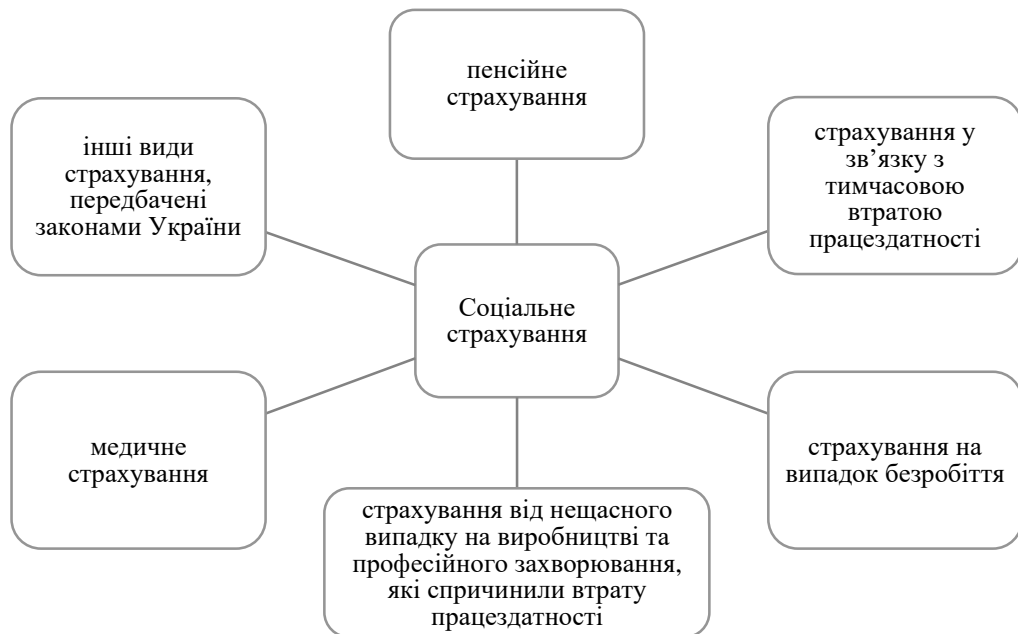 пенсійне
страхування
страхування у
зв’язку з
тимчасовою
втратою
працездатності
страхування на
випадок безробіття
страхування від нещасного
випадку на виробництві та
професійного захворювання,
які спричинили втрату
працездатності
медичне
страхування
інші види
страхування,
передбачені
законами України
Соціальне
страхування